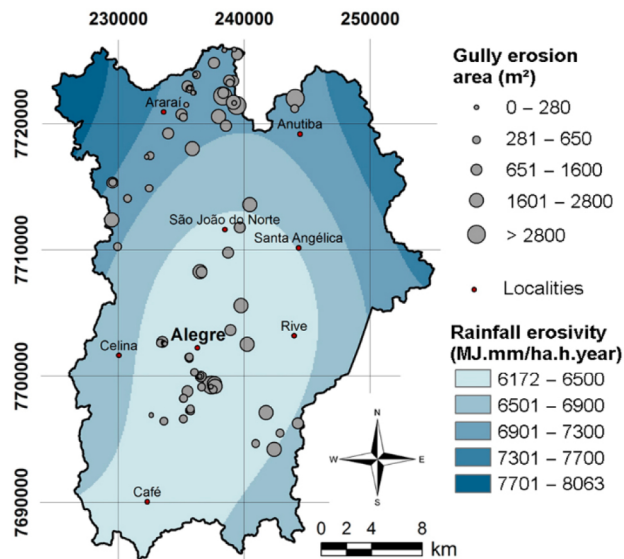 230000 240000 250000
7720000
7710000
7700000
7690000
Araraí
Anutiba
São João do Norte
Santa Angélica
Alegre
Rive
Celina
Café
Gully erosion
area (m²)
0 – 280
281 – 650
651 – 1600
1601 – 2800
> 2800
Localities
Rainfall erosivity
(MJ.mm/ha.h.year)
6172 – 6500
6501 – 6900
6901 – 7300
7301 – 7700
7701 – 8063
N
W E
S
0 2 4 8
km